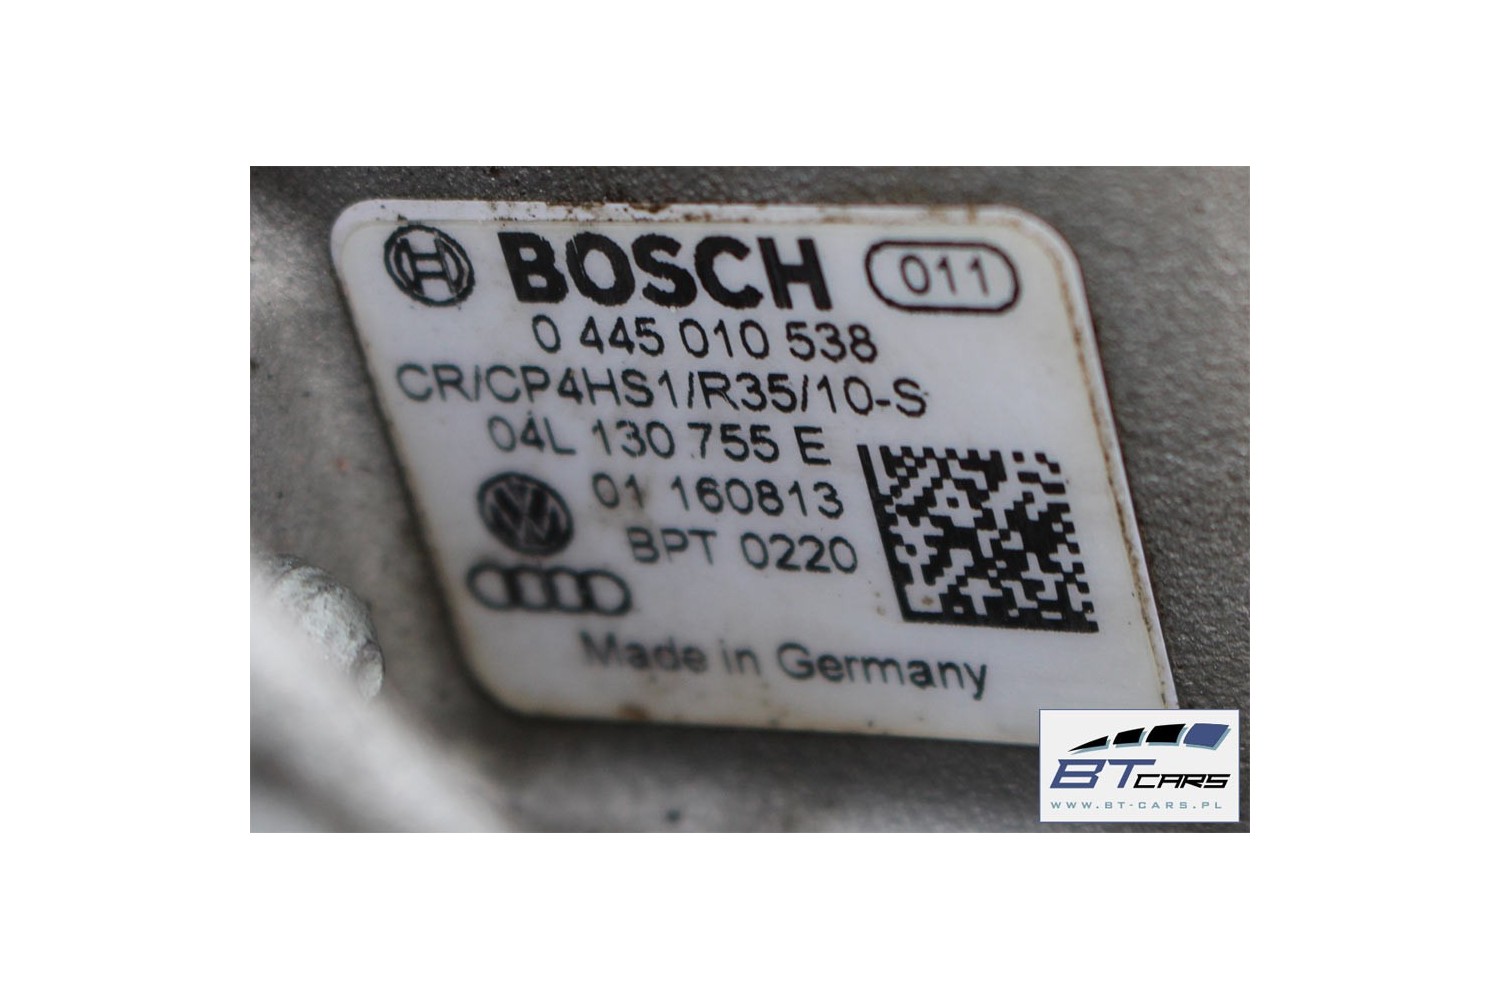 BOSCH 011
0 445 010 538
CR/CP4HS1/R35/10-S
04L 130 755 E
01 160813
BPT 0220
Made in Germany
BT CARS
WWW.BT-CARS.PL